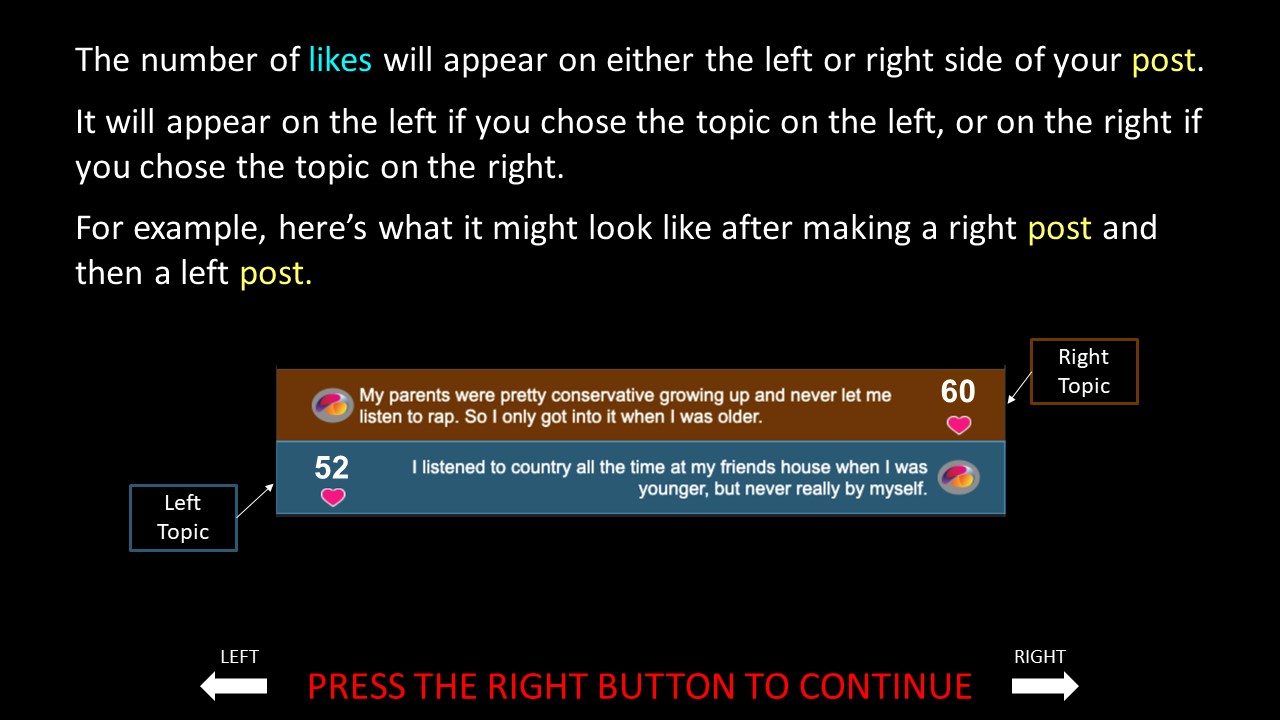 The number of likes will appear on either the left or right side of your post.
It will appear on the left if you chose the topic on the left, or on the right if
you chose the topic on the right.
For example, here’s what it might look like after making a right post and
then a left post.
Right
Topic
My parents were pretty conservative growing up and never let me
listen to rap. So I only got into it when I was older.
60
52
I listened to country all the time at my friends house when I was
younger, but never really by myself.
Left
Topic
LEFT
RIGHT
PRESS THE RIGHT BUTTON TO CONTINUE